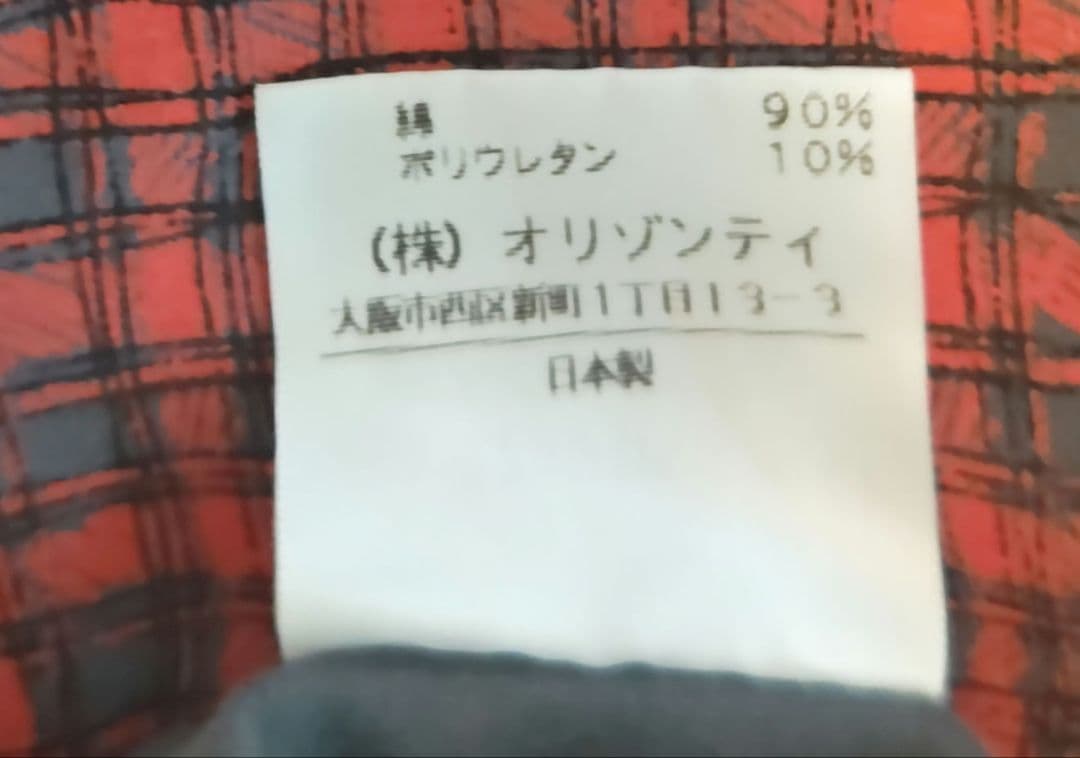 綿 90%
ポリウレタン 10%
(株) オリゾンティ
大阪市西区新町1丁目13-3
日本製